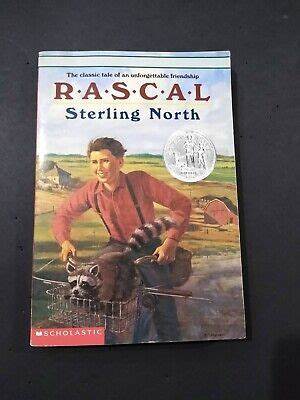 The classic tale of an unforgettable friendship
R•A•S•C•A•L
Sterling North
SCHOLASTIC